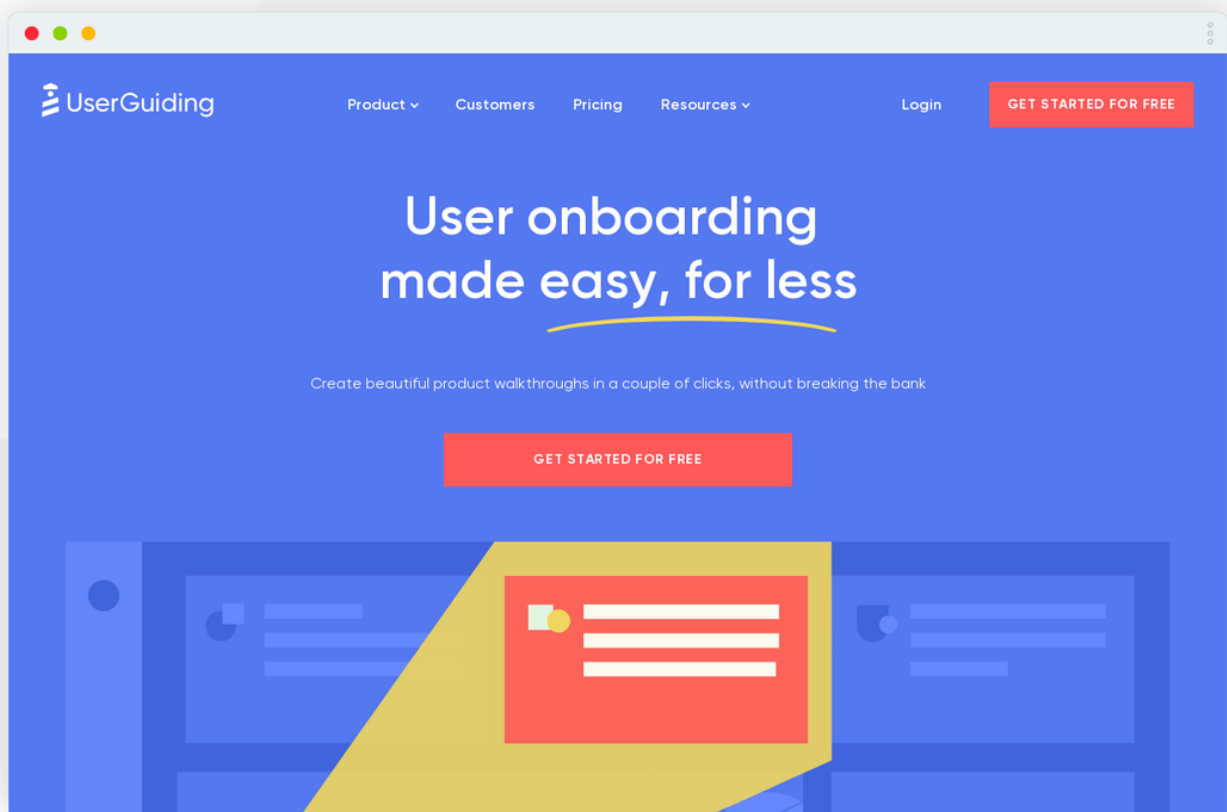 UserGuiding
Product
Customers
Pricing
Resources
Login
GET STARTED FOR FREE
User onboarding
made easy, for less
Create beautiful product walkthroughs in a couple of clicks, without breaking the bank
GET STARTED FOR FREE